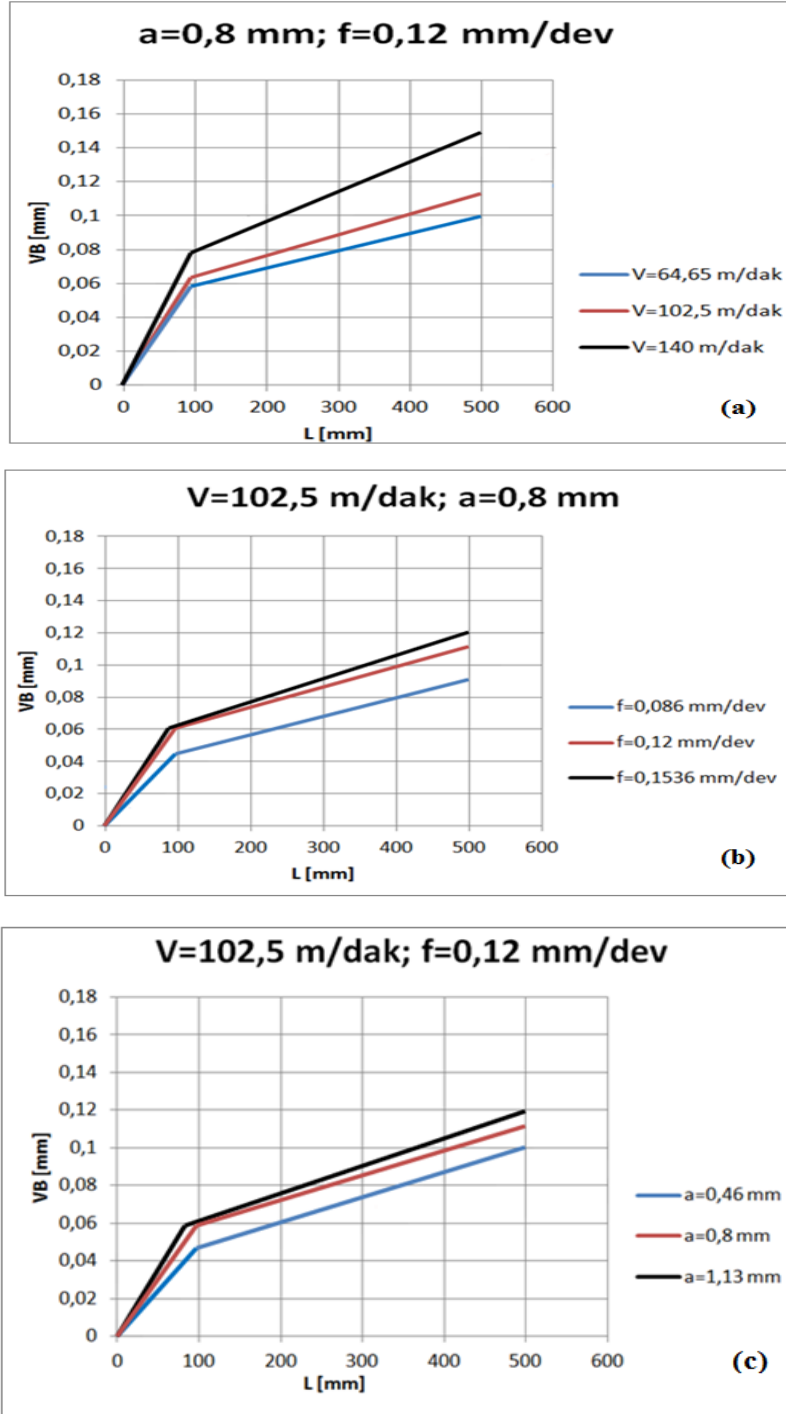 a=0,8 mm; f=0,12 mm/dev
0,18
0,16
0,14
0,12
0,1
0,08
0,06
0,04
0,02
0
VB [mm]
0 100 200 300 400 500 600
L [mm]
V=64,65 m/dak
V=102,5 m/dak
V=140 m/dak
(a)
V=102,5 m/dak; a=0,8 mm
0,18
0,16
0,14
0,12
0,1
0,08
0,06
0,04
0,02
0
VB [mm]
0 100 200 300 400 500 600
L [mm]
f=0,086 mm/dev
f=0,12 mm/dev
f=0,1536 mm/dev
(b)
V=102,5 m/dak; f=0,12 mm/dev
0,18
0,16
0,14
0,12
0,1
0,08
0,06
0,04
0,02
0
VB [mm]
0 100 200 300 400 500 600
L [mm]
a=0,46 mm
a=0,8 mm
a=1,13 mm
(c)